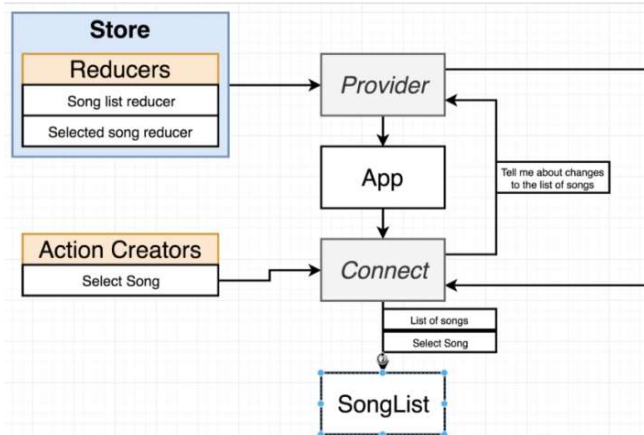 Store
Reducers
Song list reducer
Selected song reducer
Provider
App
Tell me about changes
to the list of songs
Action Creators
Select Song
Connect
List of songs
Select Song
SongList